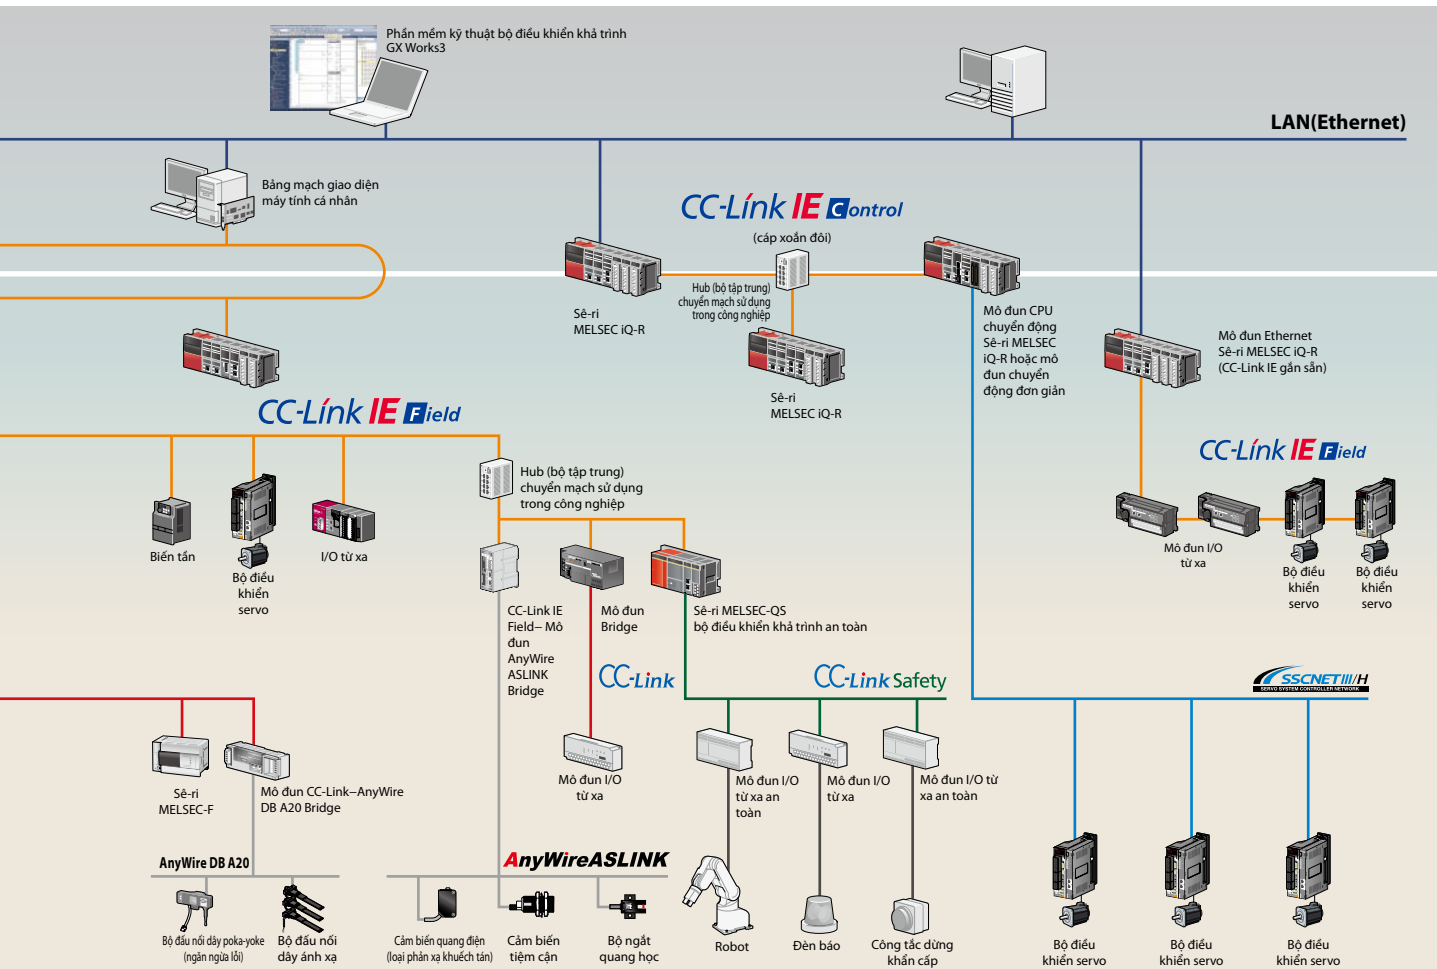 Phần mềm kỹ thuật bộ điều khiển khả trình
GX Works3
LAN(Ethernet)
Bảng mạch giao diện
máy tính cá nhân
CC-Link IE Control
(cáp xoắn đôi)
Hub (bộ tập trung)
chuyển mạch sử dụng
trong công nghiệp
Sê-ri
MELSEC iQ-R
Sê-ri
MELSEC iQ-R
Mô đun CPU
chuyển động
Sê-ri MELSEC
iQ-R hoặc mô
đun chuyển
động đơn giản
Mô đun Ethernet
Sê-ri MELSEC iQ-R
(CC-Link IE gắn sẵn)
CC-Link IE Field
CC-Link IE Field
Hub (bộ tập trung)
chuyển mạch sử dụng
trong công nghiệp
Biến tần
Bộ điều
khiển
servo
I/O từ xa
Mô đun I/O
từ xa
Bộ điều
khiển
servo
Bộ điều
khiển
servo
CC-Link IE
Field– Mô
đun
AnyWire
ASLINK
Bridge
Mô đun
Bridge
Sê-ri MELSEC-QS
bộ điều khiển khả trình an toàn
CC-Link
CC-Link Safety
SSCNETIII/H
SERVO SYSTEM CONTROLLER NETWORK
Sê-ri
MELSEC-F
Mô đun CC-Link–AnyWire
DB A20 Bridge
Mô đun I/O
từ xa
Mô đun I/O
từ xa an
toàn
Mô đun I/O
từ xa
Mô đun I/O từ
xa an toàn
AnyWire DB A20
AnyWireASLINK
Bộ đấu nối dây poka-yoke
(ngăn ngừa lỗi)
Bộ đấu nối
dây ánh xạ
Cảm biến quang điện
(loại phản xạ khuếch tán)
Cảm biến
tiệm cận
Bộ ngắt
quang học
Robot
Đèn báo
Công tắc dừng
khẩn cấp
Bộ điều
khiển servo
Bộ điều
khiển servo
Bộ điều
khiển servo